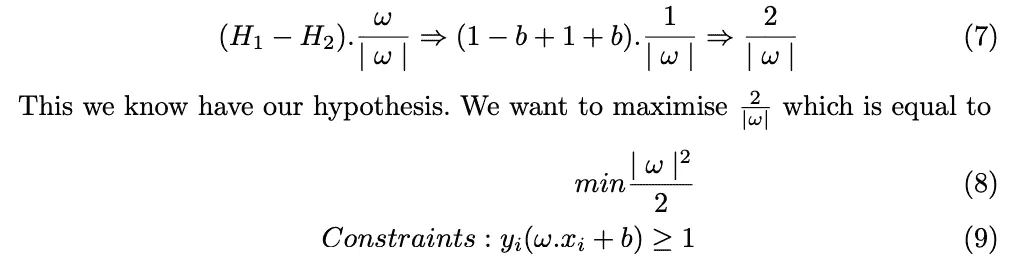 (H₁ − H₂).ω/| ω | ⇒ (1 − b + 1 + b).1/| ω | ⇒ 2/| ω | (7)
This we know have our hypothesis. We want to maximise 2/|ω| which is equal to
min | ω |²/2 (8)
Constraints : yᵢ(ω.xᵢ + b) ≥ 1 (9)